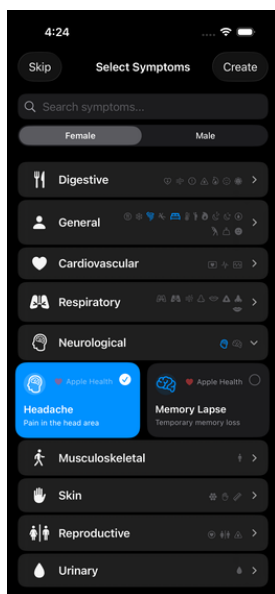 4:24
Skip Select Symptoms Create
Search symptoms...
Female Male
Digestive
General
Cardiovascular
Respiratory
Neurological
Apple Health Apple Health
Headache Memory Lapse
Pain in the head area Temporary memory loss
Musculoskeletal
Skin
Reproductive
Urinary